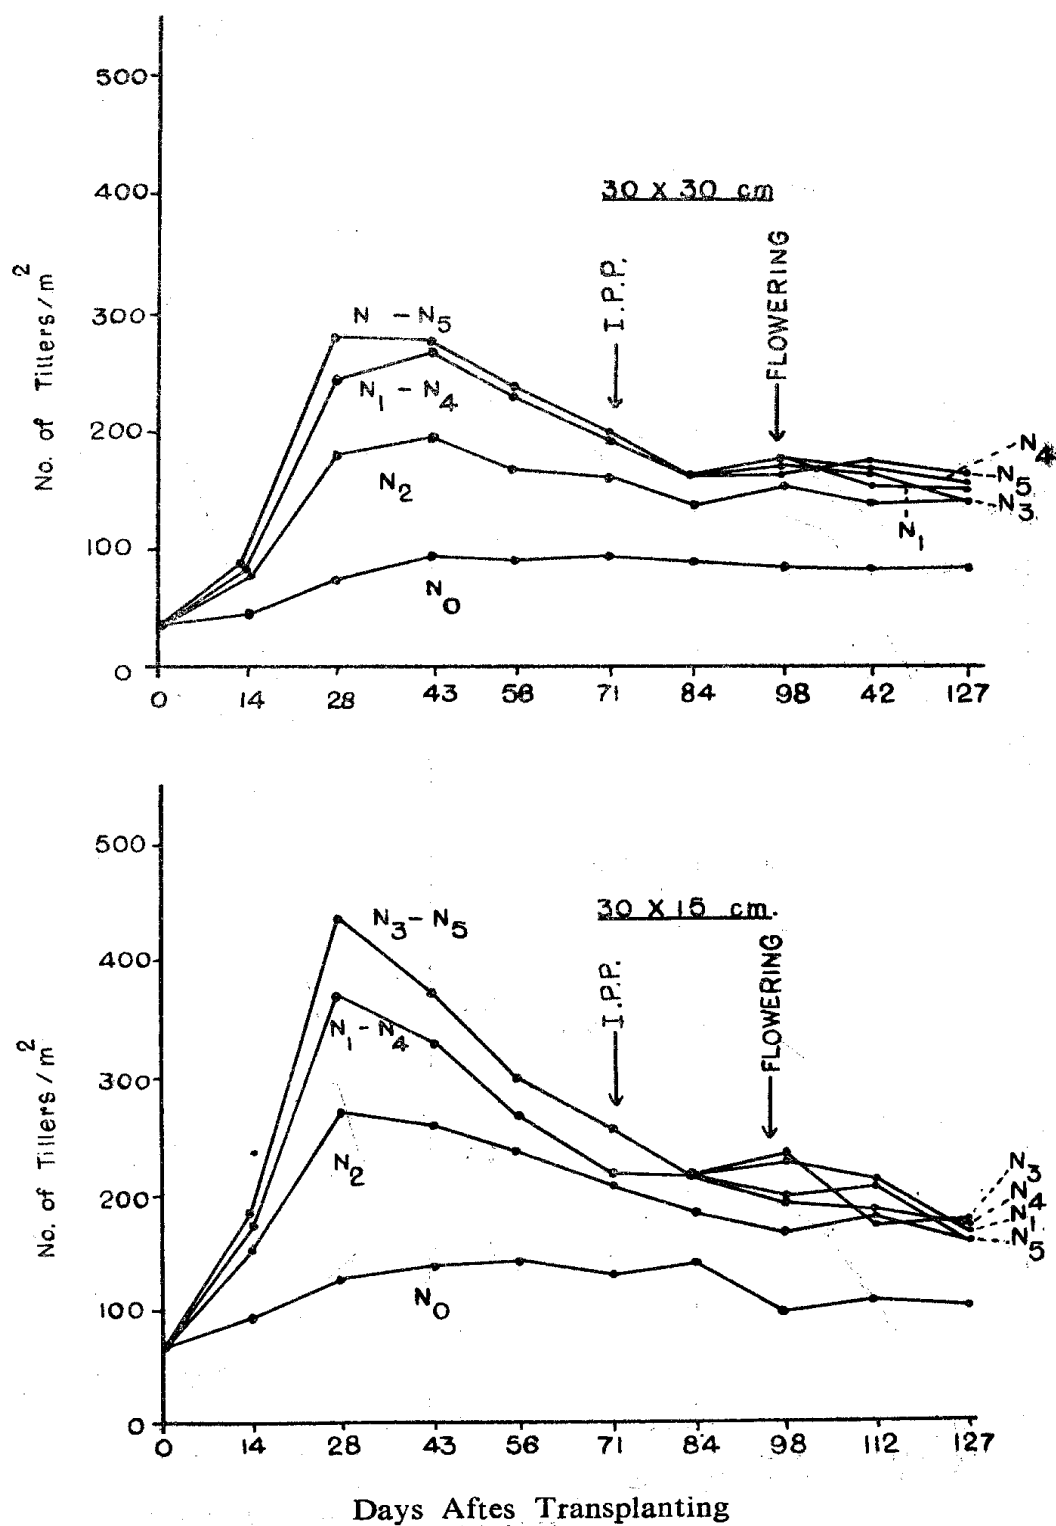 500
400
300
200
100
0
No. of Tillers/m2
30 X 30 cm
I.P.P.
FLOWERING
N - N5
N1 - N4
N2
N0
N4*
N5
N3
N1
0 14 28 43 56 71 84 98 42 127
500
400
300
200
100
0
No. of Tillers/m2
30 X 15 cm.
I.P.P.
FLOWERING
N3 - N5
N1 - N4
N2
N0
N3
N4
N1
N5
0 14 28 43 56 71 84 98 112 127
Days Aftes Transplanting